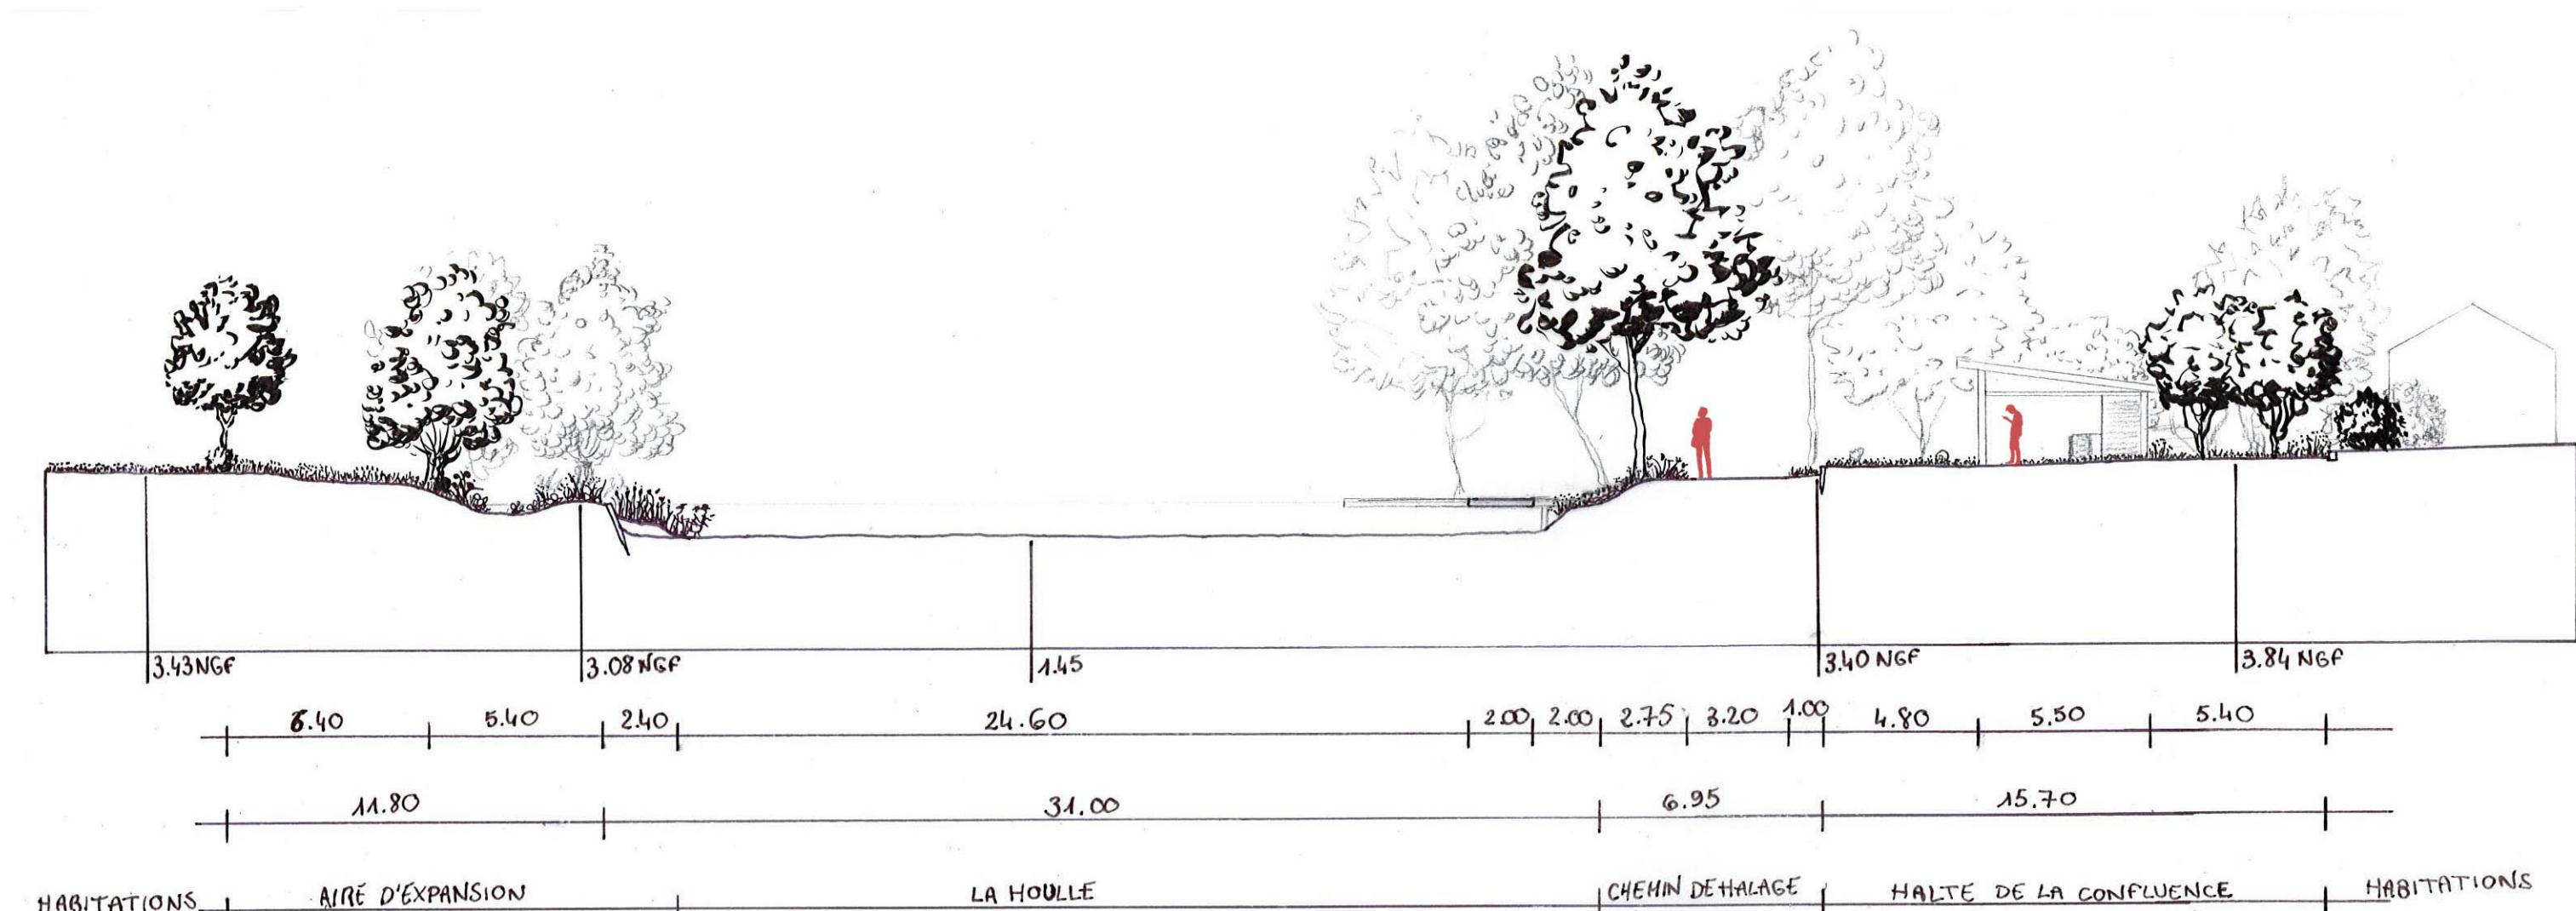 3.43 NGF 3.08 NGF 1.45 3.40 NGF 3.84 NGF
6.40 5.40 2.40 24.60 2.00 2.00 2.75 3.20 1.00 4.80 5.50 5.40
11.80 31.00 6.95 15.70
HABITATIONS AIRE D'EXPANSION LA HOULLE CHEMIN DE HALAGE HALTE DE LA CONFLUENCE HABITATIONS